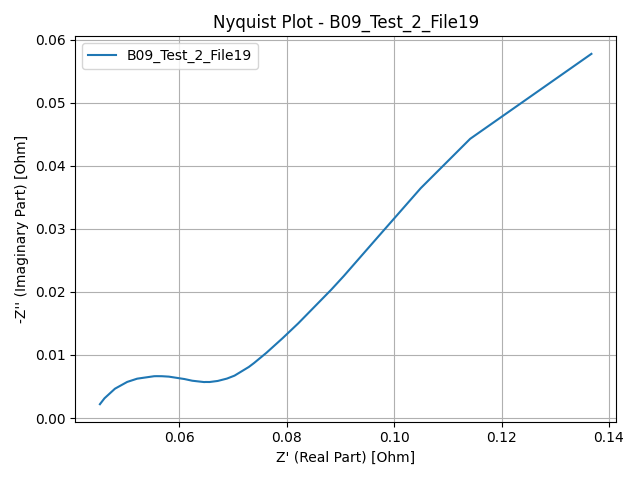 Nyquist Plot - B09_Test_2_File19
B09_Test_2_File19
-Z'' (Imaginary Part) [Ohm]
0.06
0.05
0.04
0.03
0.02
0.01
0.00
0.06 0.08 0.10 0.12 0.14
Z' (Real Part) [Ohm]